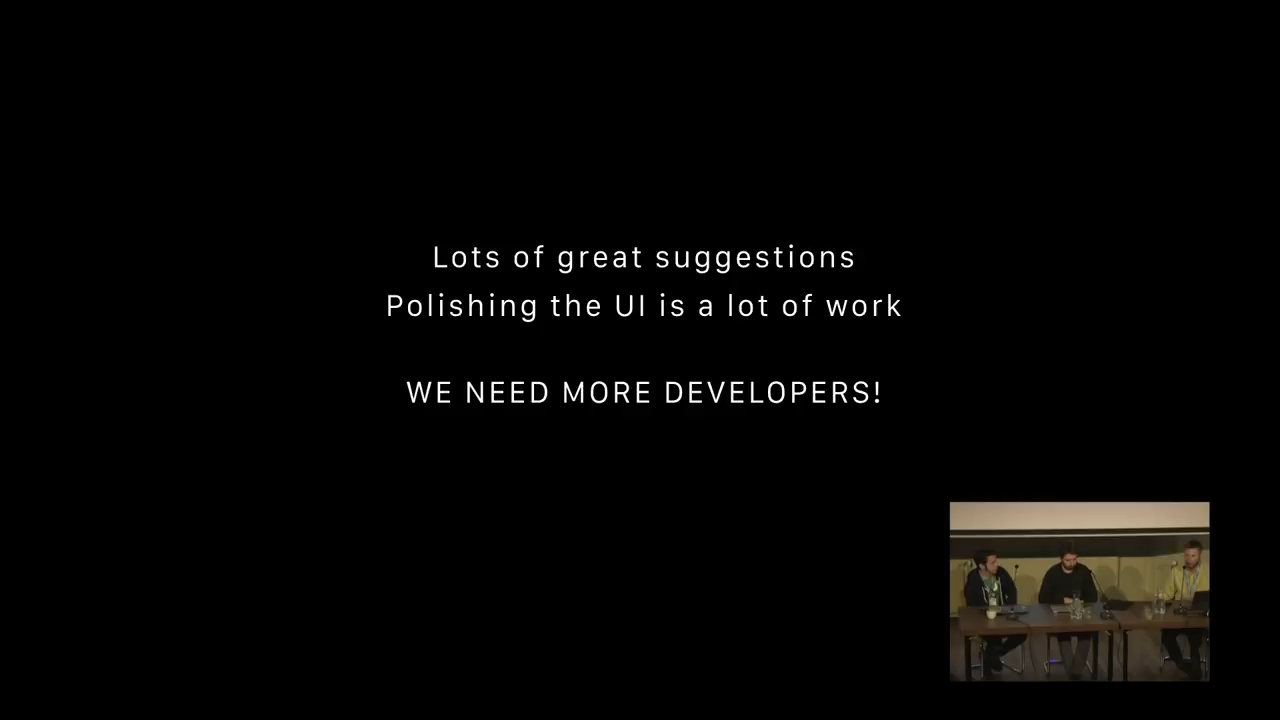 Lots of great suggestions
Polishing the UI is a lot of work
WE NEED MORE DEVELOPERS!